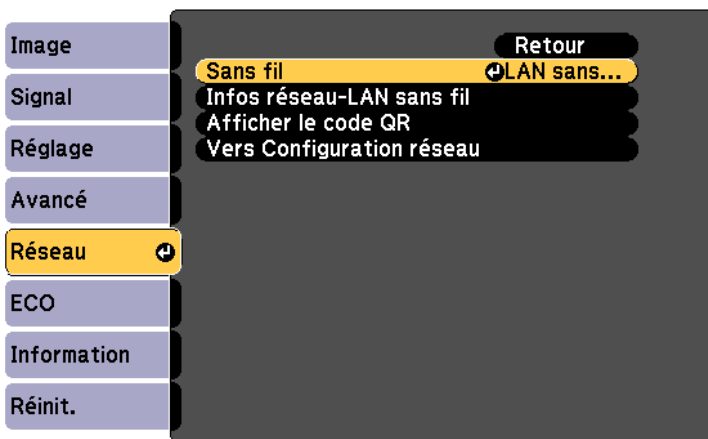 Image
Signal
Réglage
Avancé
Réseau
ECO
Information
Réinit.
Retour
Sans fil LAN sans...
Infos réseau-LAN sans fil
Afficher le code QR
Vers Configuration réseau